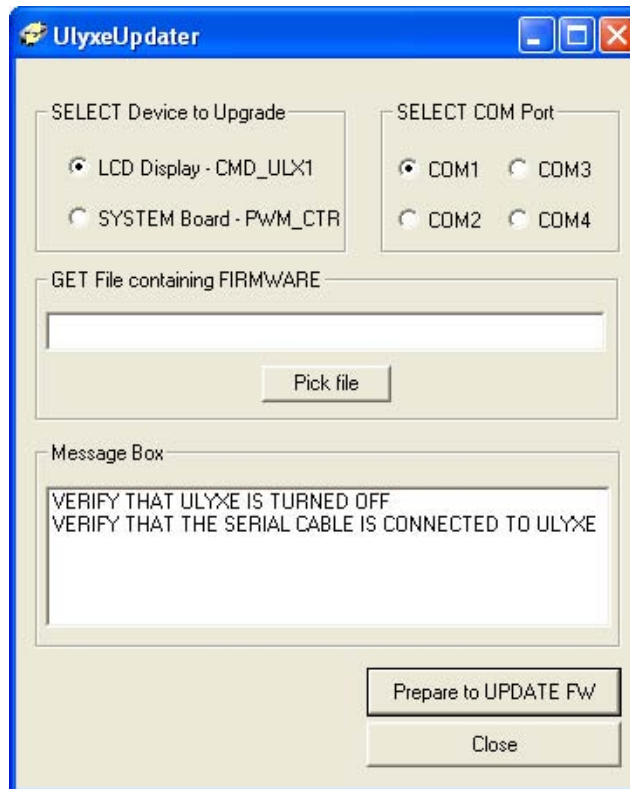 UlyxeUpdater
SELECT Device to Upgrade
LCD Display - CMD_ULX1
SYSTEM Board - PWM_CTR
SELECT COM Port
COM1 COM3
COM2 COM4
GET File containing FIRMWARE
Pick file
Message Box
VERIFY THAT ULYXE IS TURNED OFF
VERIFY THAT THE SERIAL CABLE IS CONNECTED TO ULYXE
Prepare to UPDATE FW
Close